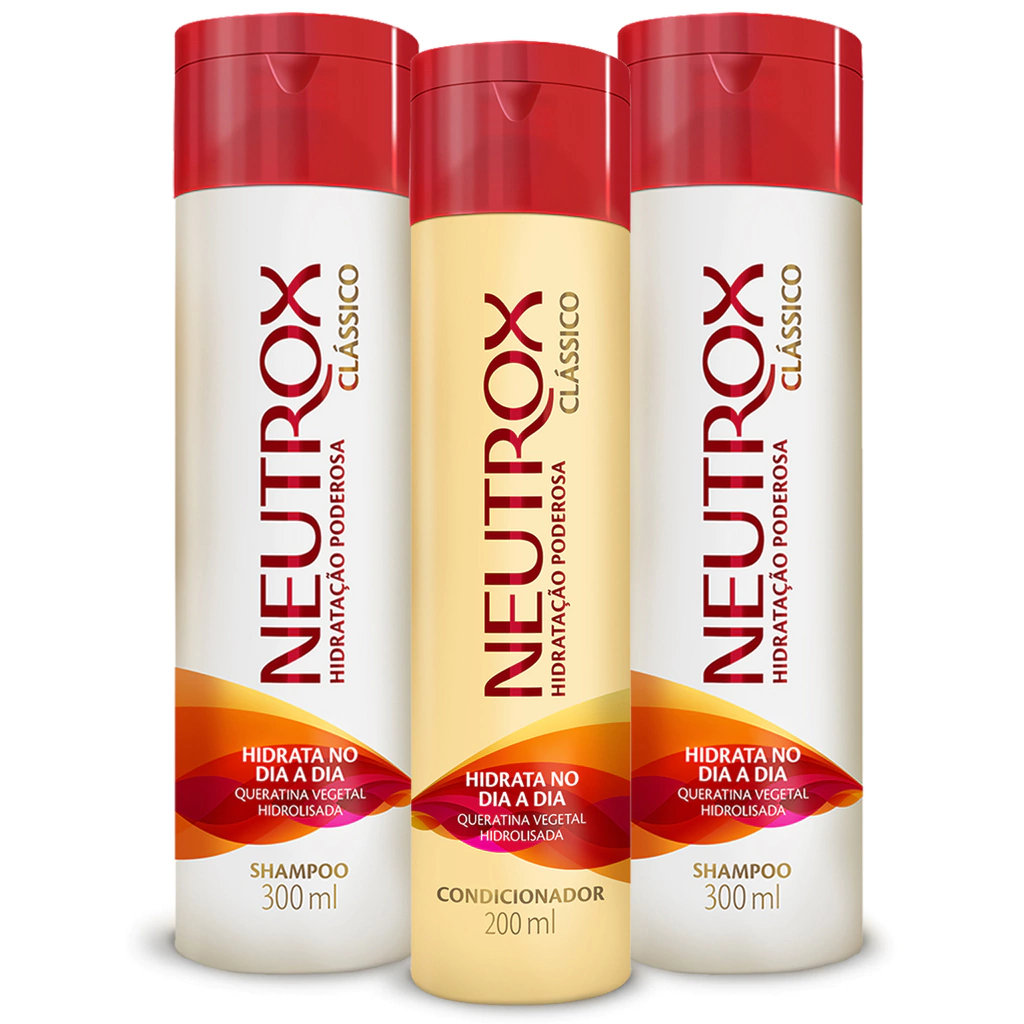 NEUTROX
CLÁSSICO
HIDRATAÇÃO PODEROSA
HIDRATA NO
DIA A DIA
QUERATINA VEGETAL
HIDROLISADA
SHAMPOO
300 ml
NEUTROX
CLÁSSICO
HIDRATAÇÃO PODEROSA
HIDRATA NO
DIA A DIA
QUERATINA VEGETAL
HIDROLISADA
CONDICIONADOR
200 ml
NEUTROX
CLÁSSICO
HIDRATAÇÃO PODEROSA
HIDRATA NO
DIA A DIA
QUERATINA VEGETAL
HIDROLISADA
SHAMPOO
300 ml